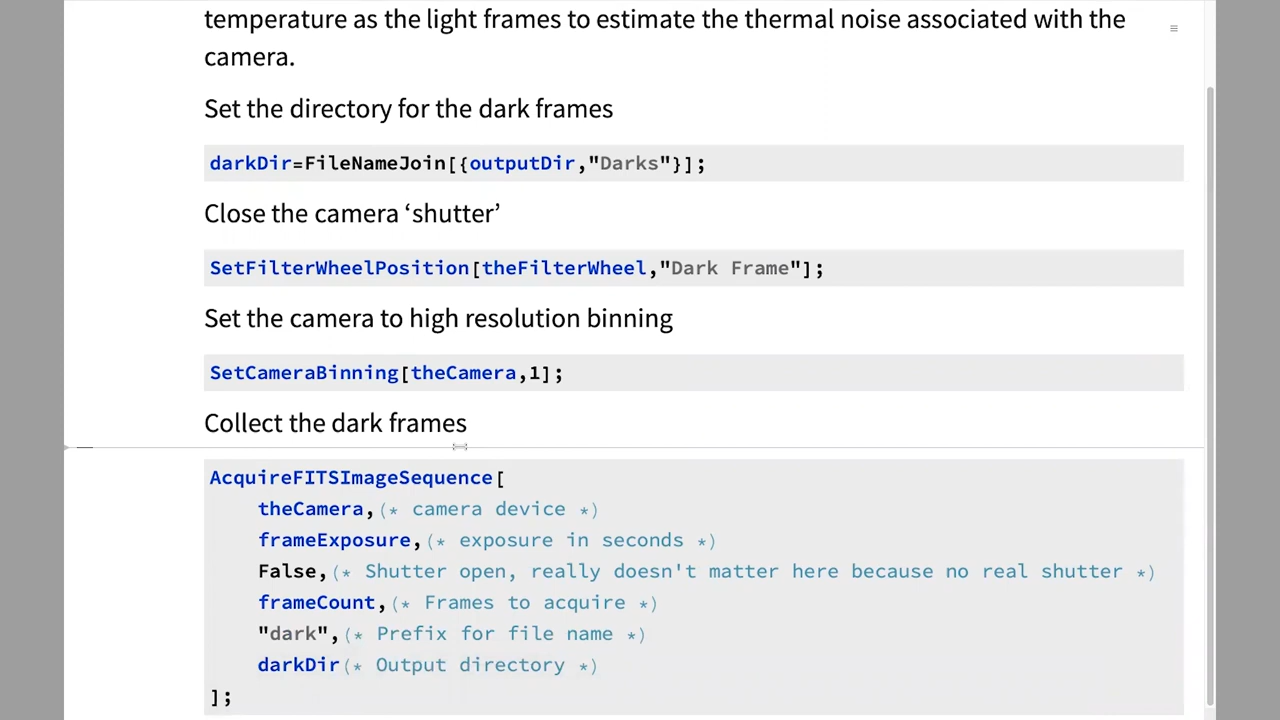 temperature as the light frames to estimate the thermal noise associated with the
camera.
Set the directory for the dark frames
darkDir=FileNameJoin[{outputDir,"Darks"}];
Close the camera ‘shutter’
SetFilterWheelPosition[theFilterWheel,"Dark Frame"];
Set the camera to high resolution binning
SetCameraBinning[theCamera,1];
Collect the dark frames
AcquireFITSImageSequence[
theCamera,(* camera device *)
frameExposure,(* exposure in seconds *)
False,(* Shutter open, really doesn't matter here because no real shutter *)
frameCount,(* Frames to acquire *)
"dark",(* Prefix for file name *)
darkDir(* Output directory *)
];